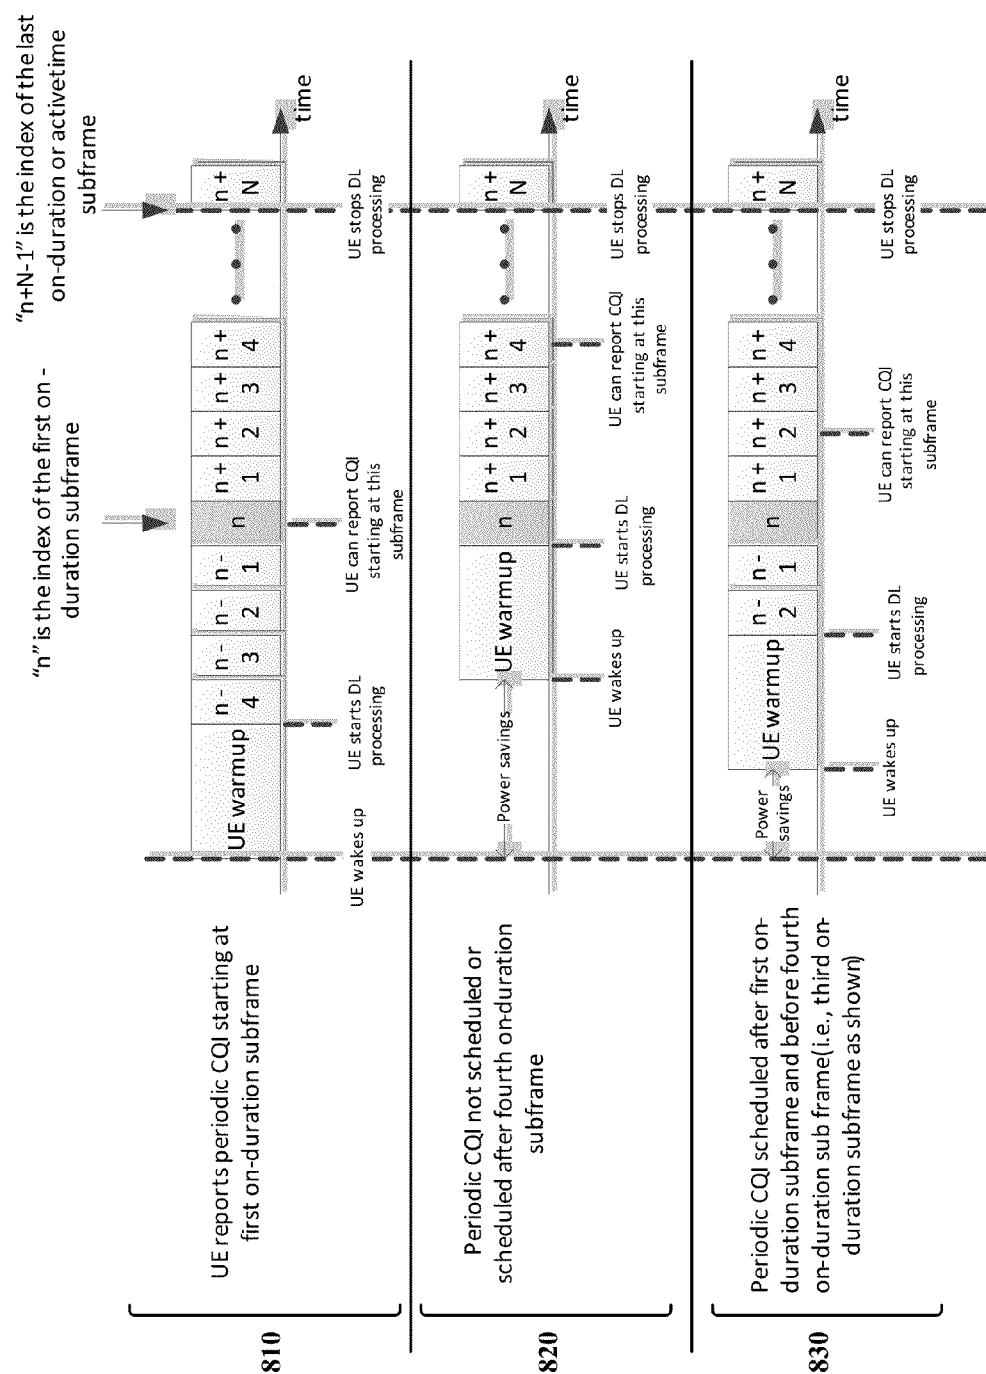 "n" is the index of the first on -
duration subframe
"n+N-1" is the index of the last
on-duration or activetime
subframe
810
UE reports periodic CQI starting at
first on-duration subframe
UE warmup
n -
4
n -
3
n -
2
n -
1
n
n +
1
n +
2
n +
3
n +
4
n +
N
time
UE wakes up
UE starts DL
processing
UE can report CQI
starting at this
subframe
UE stops DL
processing
820
Periodic CQI not scheduled or
scheduled after fourth on-duration
subframe
Power savings
UE warmup
n
n +
1
n +
2
n +
3
n +
4
n +
N
time
UE wakes up
UE starts DL
processing
UE can report CQI
starting at this
subframe
UE stops DL
processing
830
Periodic CQI scheduled after first on-
duration subframe and before fourth
on-duration sub frame(i.e., third on-
duration subframe as shown)
Power
savings
UE warmup
n -
2
n -
1
n
n +
1
n +
2
n +
3
n +
4
n +
N
time
UE wakes up
UE starts DL
processing
UE can report CQI
starting at this
subframe
UE stops DL
processing